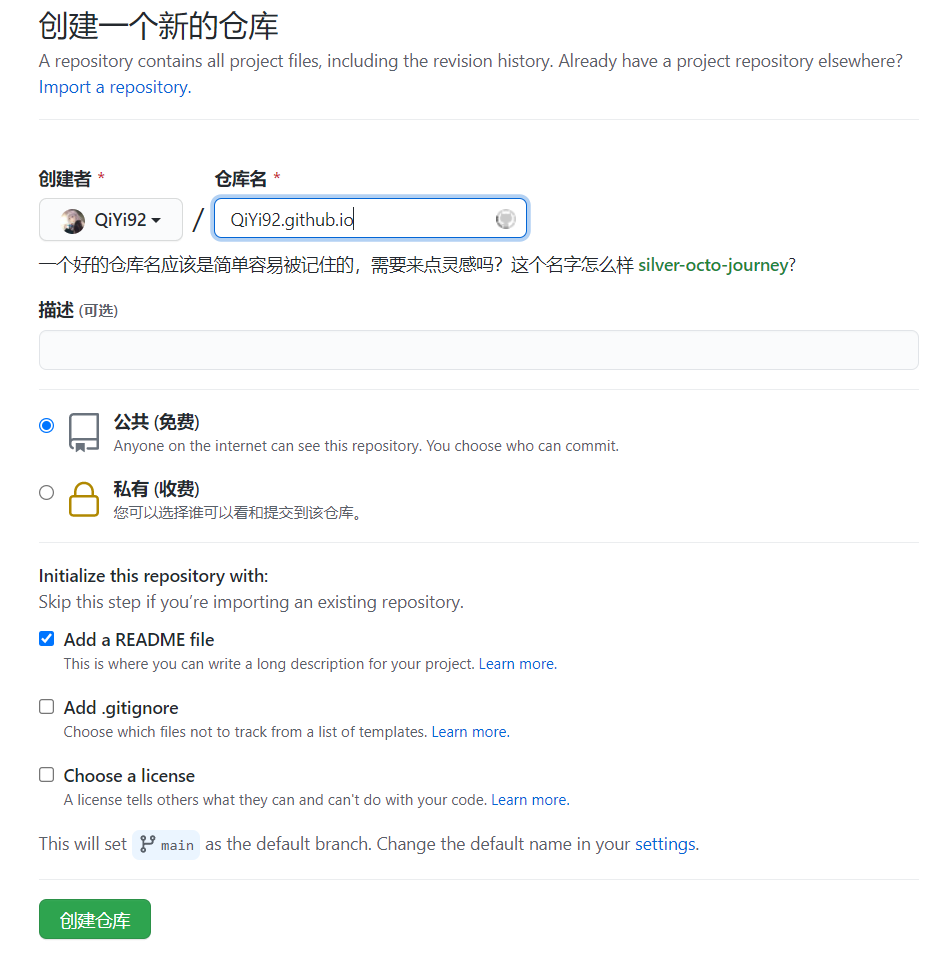 创建一个新的仓库
A repository contains all project files, including the revision history. Already have a project repository elsewhere?
Import a repository.
创建者 * 仓库名 *
QiYi92 / QiYi92.github.io
一个好的仓库名应该是简单容易被记住的，需要来点灵感吗？这个名字怎么样 silver-octo-journey?
描述 (可选)
公共 (免费)
Anyone on the internet can see this repository. You choose who can commit.
私有 (收费)
您可以选择谁可以看和提交到该仓库。
Initialize this repository with:
Skip this step if you’re importing an existing repository.
Add a README file
This is where you can write a long description for your project. Learn more.
Add .gitignore
Choose which files not to track from a list of templates. Learn more.
Choose a license
A license tells others what they can and can't do with your code. Learn more.
This will set main as the default branch. Change the default name in your settings.
创建仓库